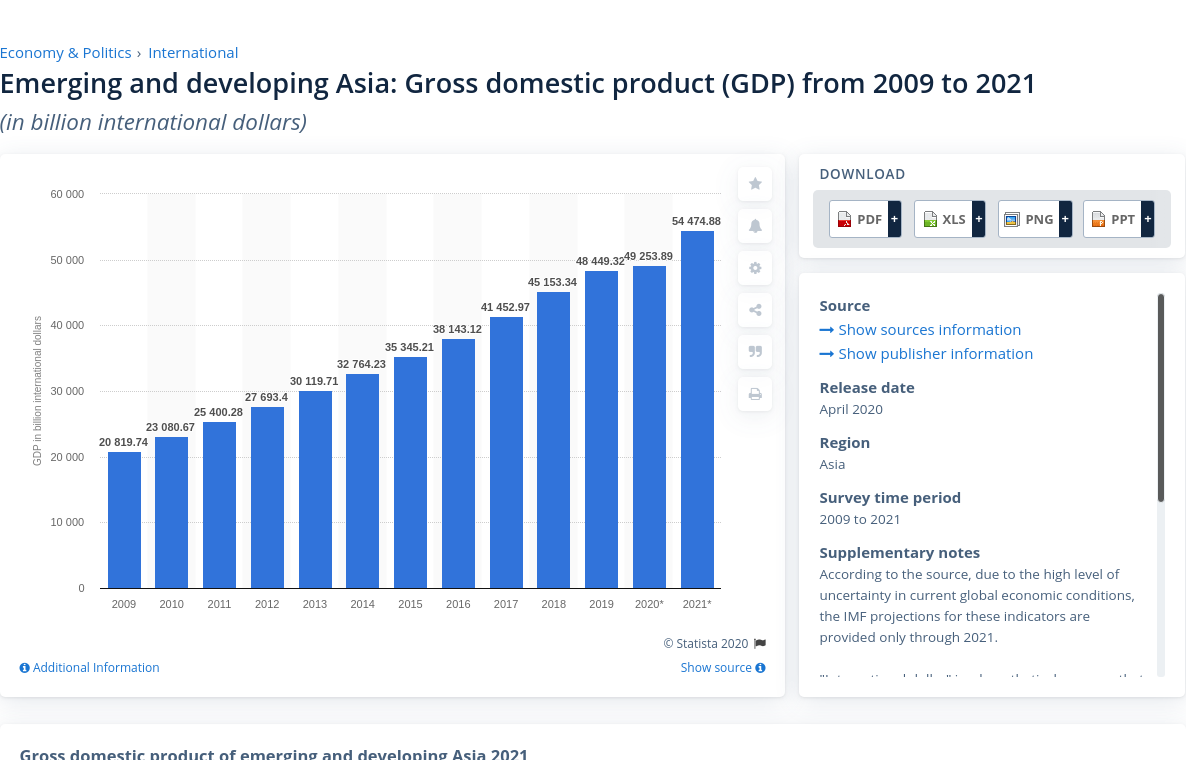 Economy & Politics › International
Emerging and developing Asia: Gross domestic product (GDP) from 2009 to 2021
(in billion international dollars)
GDP in billion international dollars
60 000
50 000
40 000
30 000
20 000
10 000
0
20 819.74
23 080.67
25 400.28
27 693.4
30 119.71
32 764.23
35 345.21
38 143.12
41 452.97
45 153.34
48 449.32
49 253.89
54 474.88
2009 2010 2011 2012 2013 2014 2015 2016 2017 2018 2019 2020* 2021*
© Statista 2020
Additional Information
Show source
DOWNLOAD
PDF + XLS + PNG + PPT +
Source
Show sources information
Show publisher information
Release date
April 2020
Region
Asia
Survey time period
2009 to 2021
Supplementary notes
According to the source, due to the high level of
uncertainty in current global economic conditions,
the IMF projections for these indicators are
provided only through 2021.
Gross domestic product of emerging and developing Asia 2021